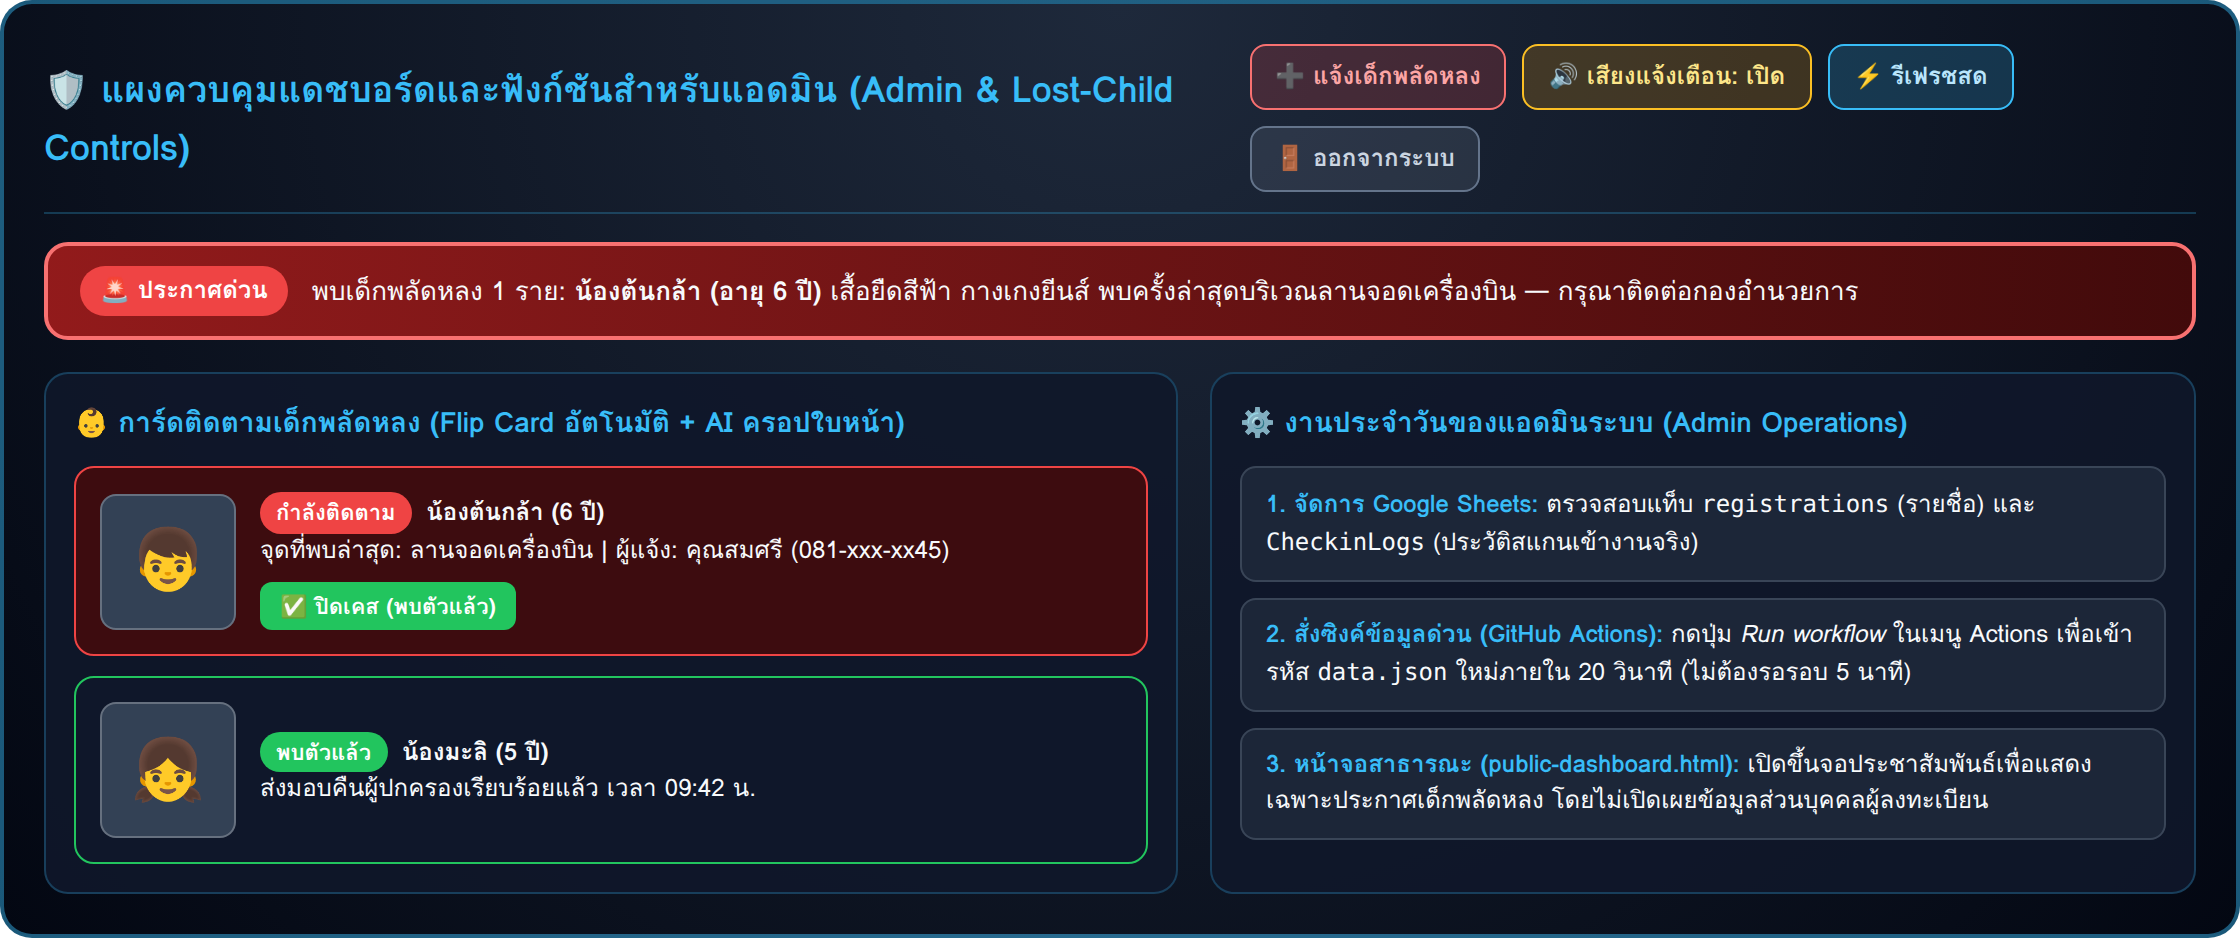 🛡️ แผงควบคุมแดชบอร์ดและฟังก์ชันสำหรับแอดมิน (Admin & Lost-Child
Controls)
➕ แจ้งเด็กพลัดหลง
🔊 เสียงแจ้งเตือน: เปิด
⚡ รีเฟรชสด
🚪 ออกจากระบบ
🚨 ประกาศด่วน พบเด็กพลัดหลง 1 ราย: น้องต้นกล้า (อายุ 6 ปี) เสื้อยืดสีฟ้า กางเกงยีนส์ พบครั้งล่าสุดบริเวณลานจอดเครื่องบิน — กรุณาติดต่อกองอำนวยการ
👶 การ์ดติดตามเด็กพลัดหลง (Flip Card อัตโนมัติ + AI ครอปใบหน้า)
กำลังติดตาม น้องต้นกล้า (6 ปี)
จุดที่พบล่าสุด: ลานจอดเครื่องบิน | ผู้แจ้ง: คุณสมศรี (081-xxx-xx45)
✅ ปิดเคส (พบตัวแล้ว)
พบตัวแล้ว น้องมะลิ (5 ปี)
ส่งมอบคืนผู้ปกครองเรียบร้อยแล้ว เวลา 09:42 น.
⚙️ งานประจำวันของแอดมินระบบ (Admin Operations)
1. จัดการ Google Sheets: ตรวจสอบแท็บ registrations (รายชื่อ) และ
CheckinLogs (ประวัติสแกนเข้างานจริง)
2. สั่งซิงค์ข้อมูลด่วน (GitHub Actions): กดปุ่ม Run workflow ในเมนู Actions เพื่อเข้า
รหัส data.json ใหม่ภายใน 20 วินาที (ไม่ต้องรอรอบ 5 นาที)
3. หน้าจอสาธารณะ (public-dashboard.html): เปิดขึ้นจอประชาสัมพันธ์เพื่อแสดง
เฉพาะประกาศเด็กพลัดหลง โดยไม่เปิดเผยข้อมูลส่วนบุคคลผู้ลงทะเบียน